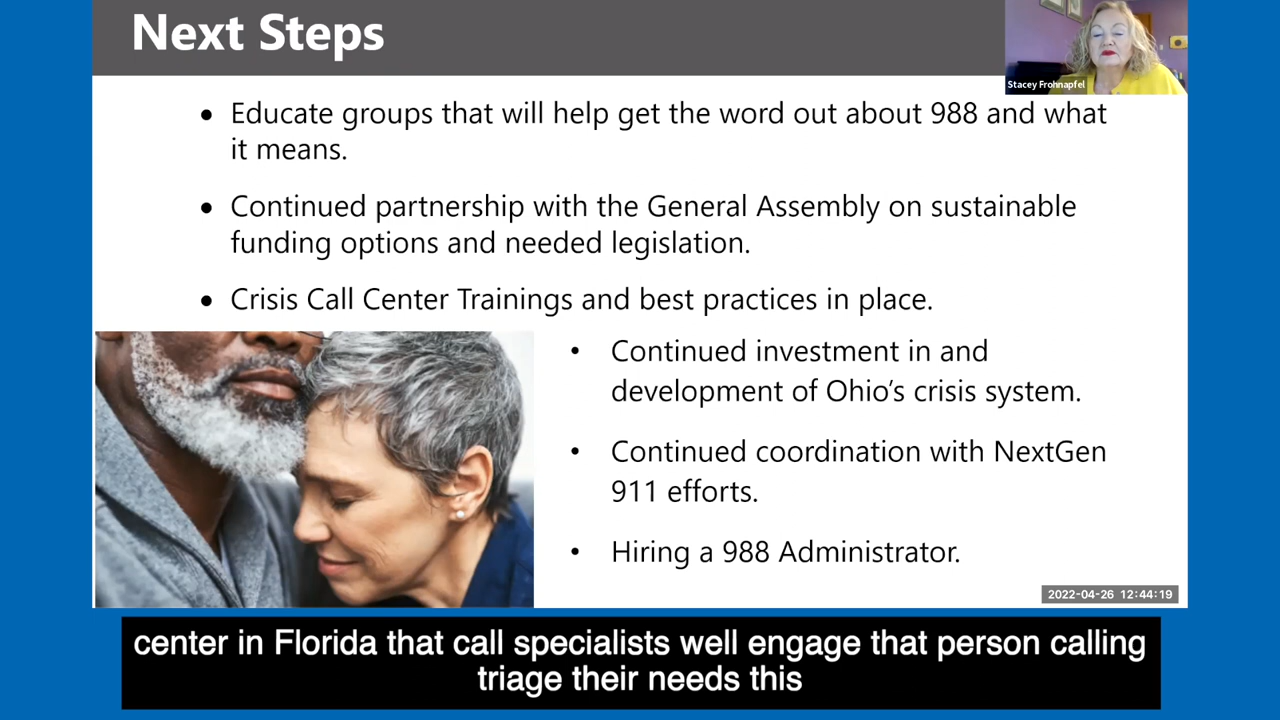 Next Steps
Stacey Frohnapfel
• Educate groups that will help get the word out about 988 and what
it means.
• Continued partnership with the General Assembly on sustainable
funding options and needed legislation.
• Crisis Call Center Trainings and best practices in place.
• Continued investment in and
development of Ohio’s crisis system.
• Continued coordination with NextGen
911 efforts.
• Hiring a 988 Administrator.
2022-04-26 12:44:19
center in Florida that call specialists well engage that person calling
triage their needs this